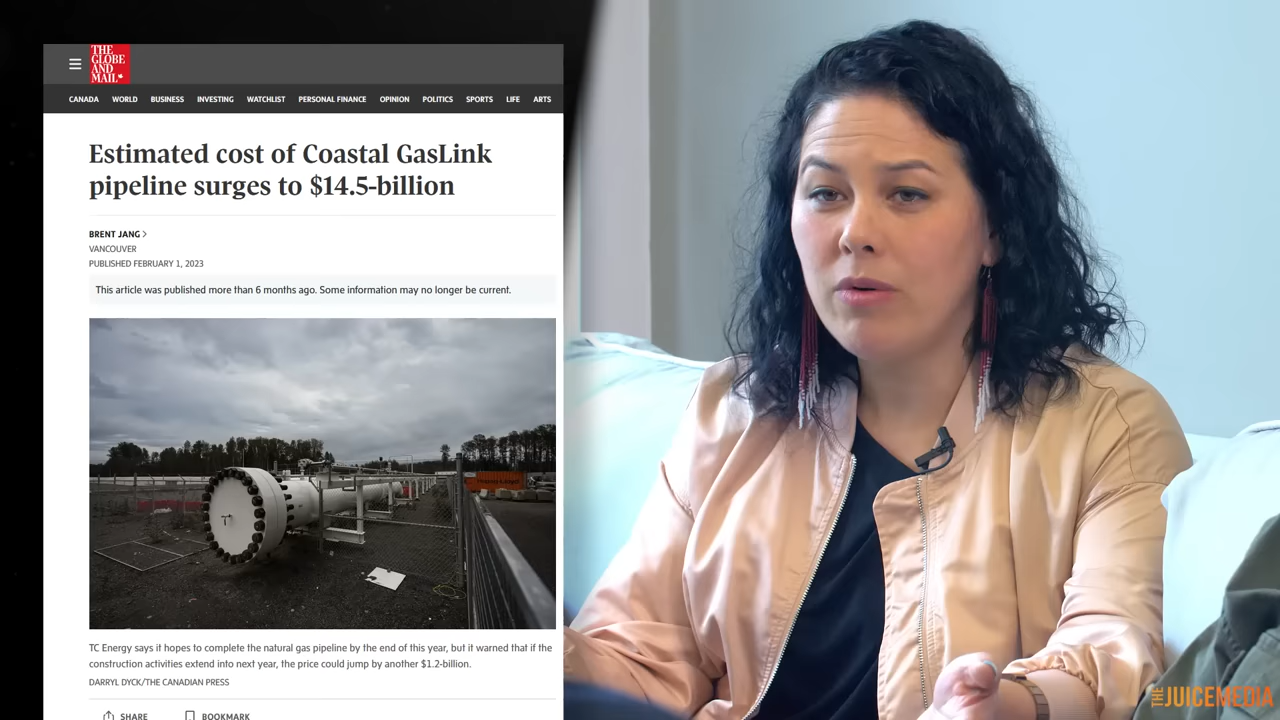 THE
GLOBE
AND
MAIL
CANADA WORLD BUSINESS INVESTING WATCHLIST PERSONAL FINANCE OPINION POLITICS SPORTS LIFE ARTS
Estimated cost of Coastal GasLink
pipeline surges to $14.5-billion
BRENT JANG >
VANCOUVER
PUBLISHED FEBRUARY 1, 2023
This article was published more than 6 months ago. Some information may no longer be current.
TC Energy says it hopes to complete the natural gas pipeline by the end of this year, but it warned that if the
construction activities extend into next year, the price could jump by another $1.2-billion.
DARRYL DYCK/THE CANADIAN PRESS
SHARE BOOKMARK
THE JUICEMEDIA